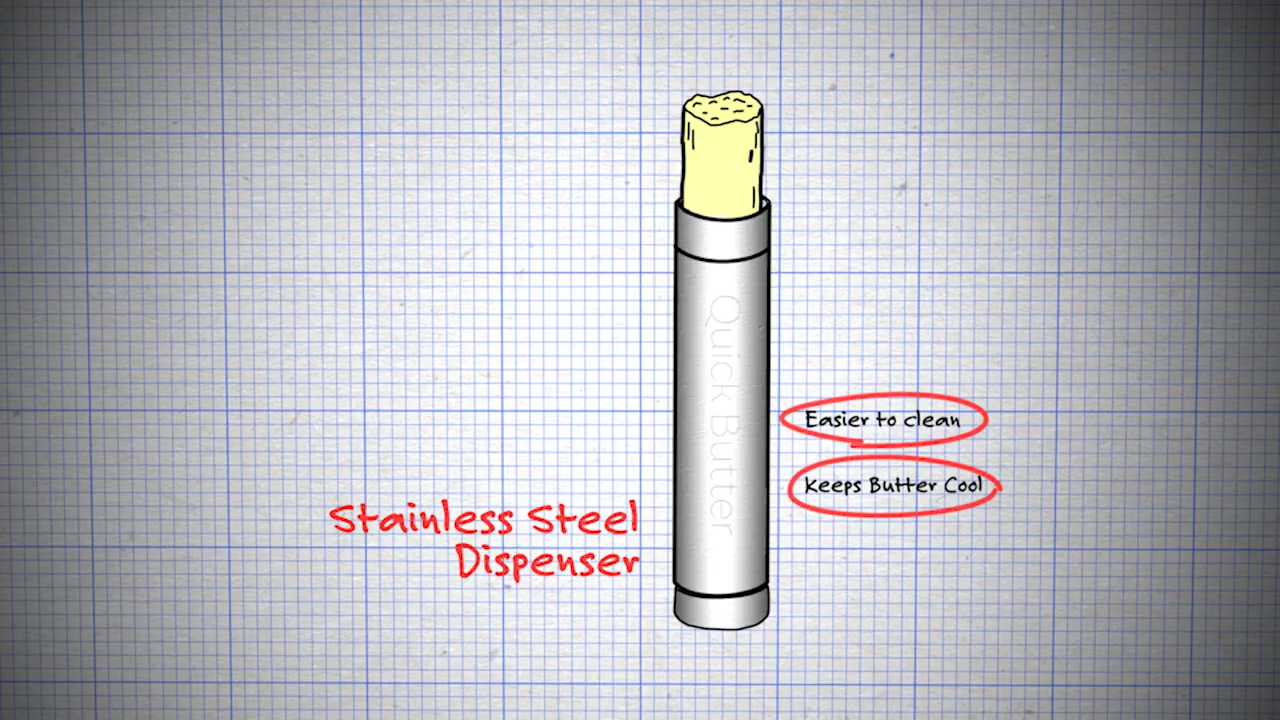 Quick Butter
Easier to clean
Keeps Butter Cool
Stainless Steel
Dispenser